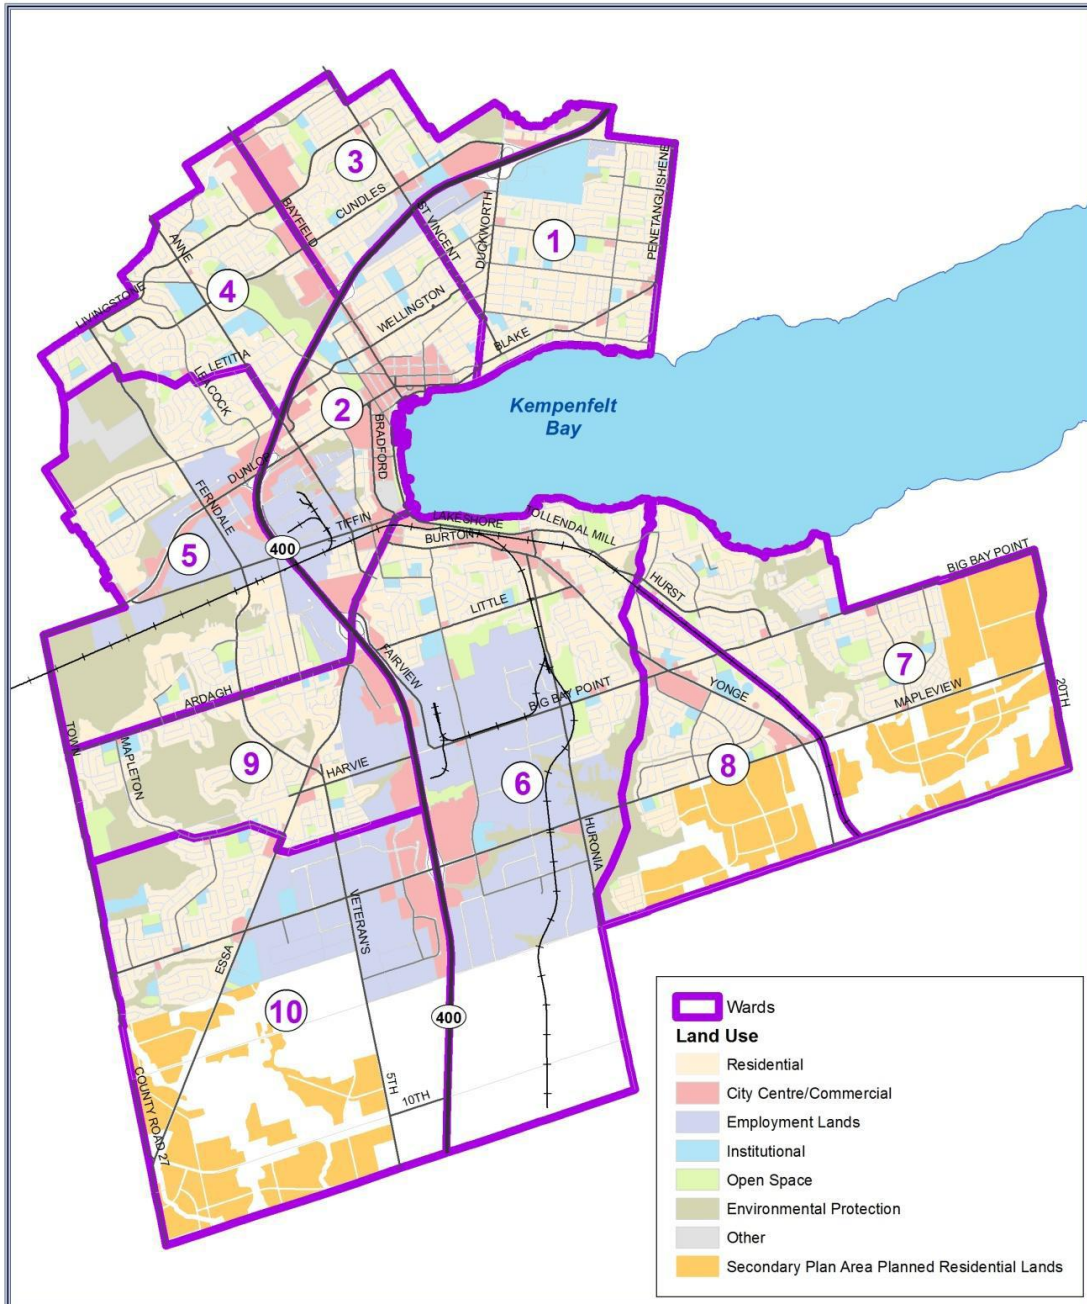 3
CUNDLES
BAYFIELD
ST VINCENT
DUCKWORTH
1
PENETANGUISHENE
ANNE
4
LIVINGSTONE
WELLINGTON
BLAKE
LETITIA
LEACOCK
2
Kempenfelt
Bay
BRADFORD
DUNLOP
FERNDALE
TIFFIN
LAKESHORE
TOLLENDAL MILL
BURTON
5
400
HURST
BIG BAY POINT
LITTLE
FAIRVIEW
7
ARDAGH
BIG BAY POINT
YONGE
MAPLEVIEW
20TH
TOWN
MAPLETON
9
HARVIE
6
8
HURONIA
VETERAN'S
ESSA
10
400
5TH
10TH
COUNTY ROAD 27
Wards
Land Use
Residential
City Centre/Commercial
Employment Lands
Institutional
Open Space
Environmental Protection
Other
Secondary Plan Area Planned Residential Lands